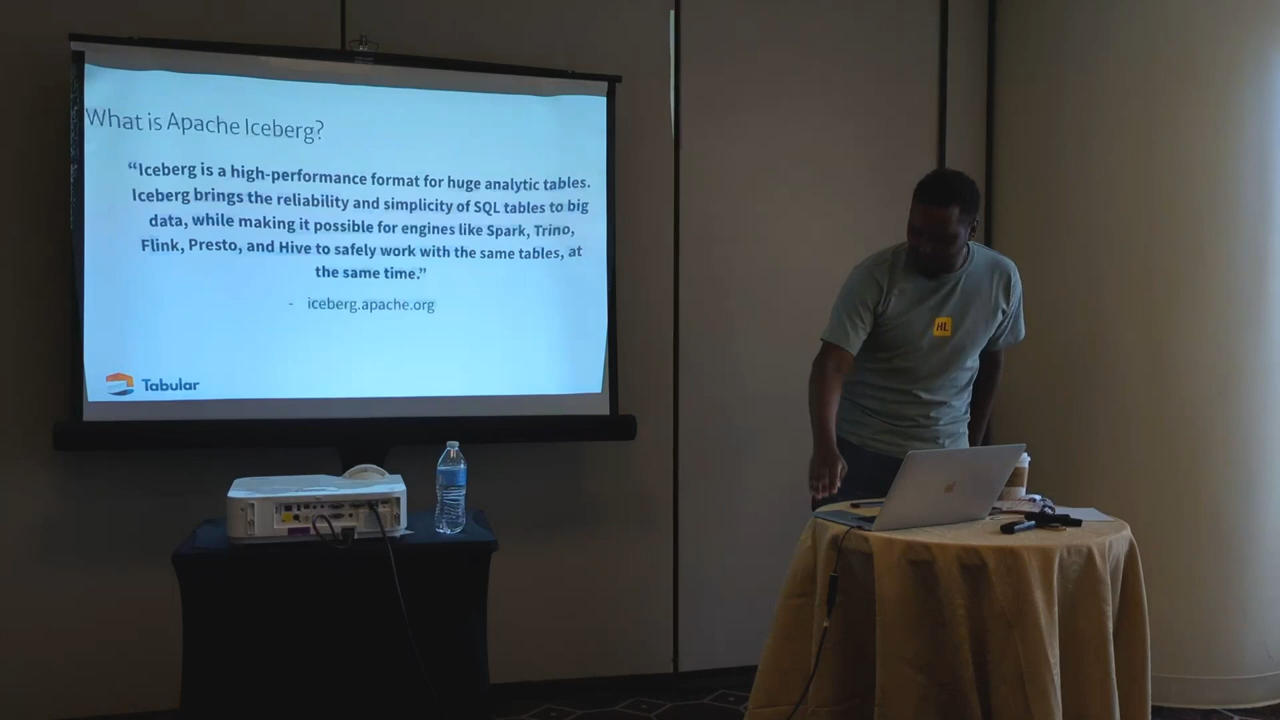 What is Apache Iceberg?
“Iceberg is a high-performance format for huge analytic tables.
Iceberg brings the reliability and simplicity of SQL tables to big
data, while making it possible for engines like Spark, Trino,
Flink, Presto, and Hive to safely work with the same tables, at
the same time.”
- iceberg.apache.org
Tabular
HL